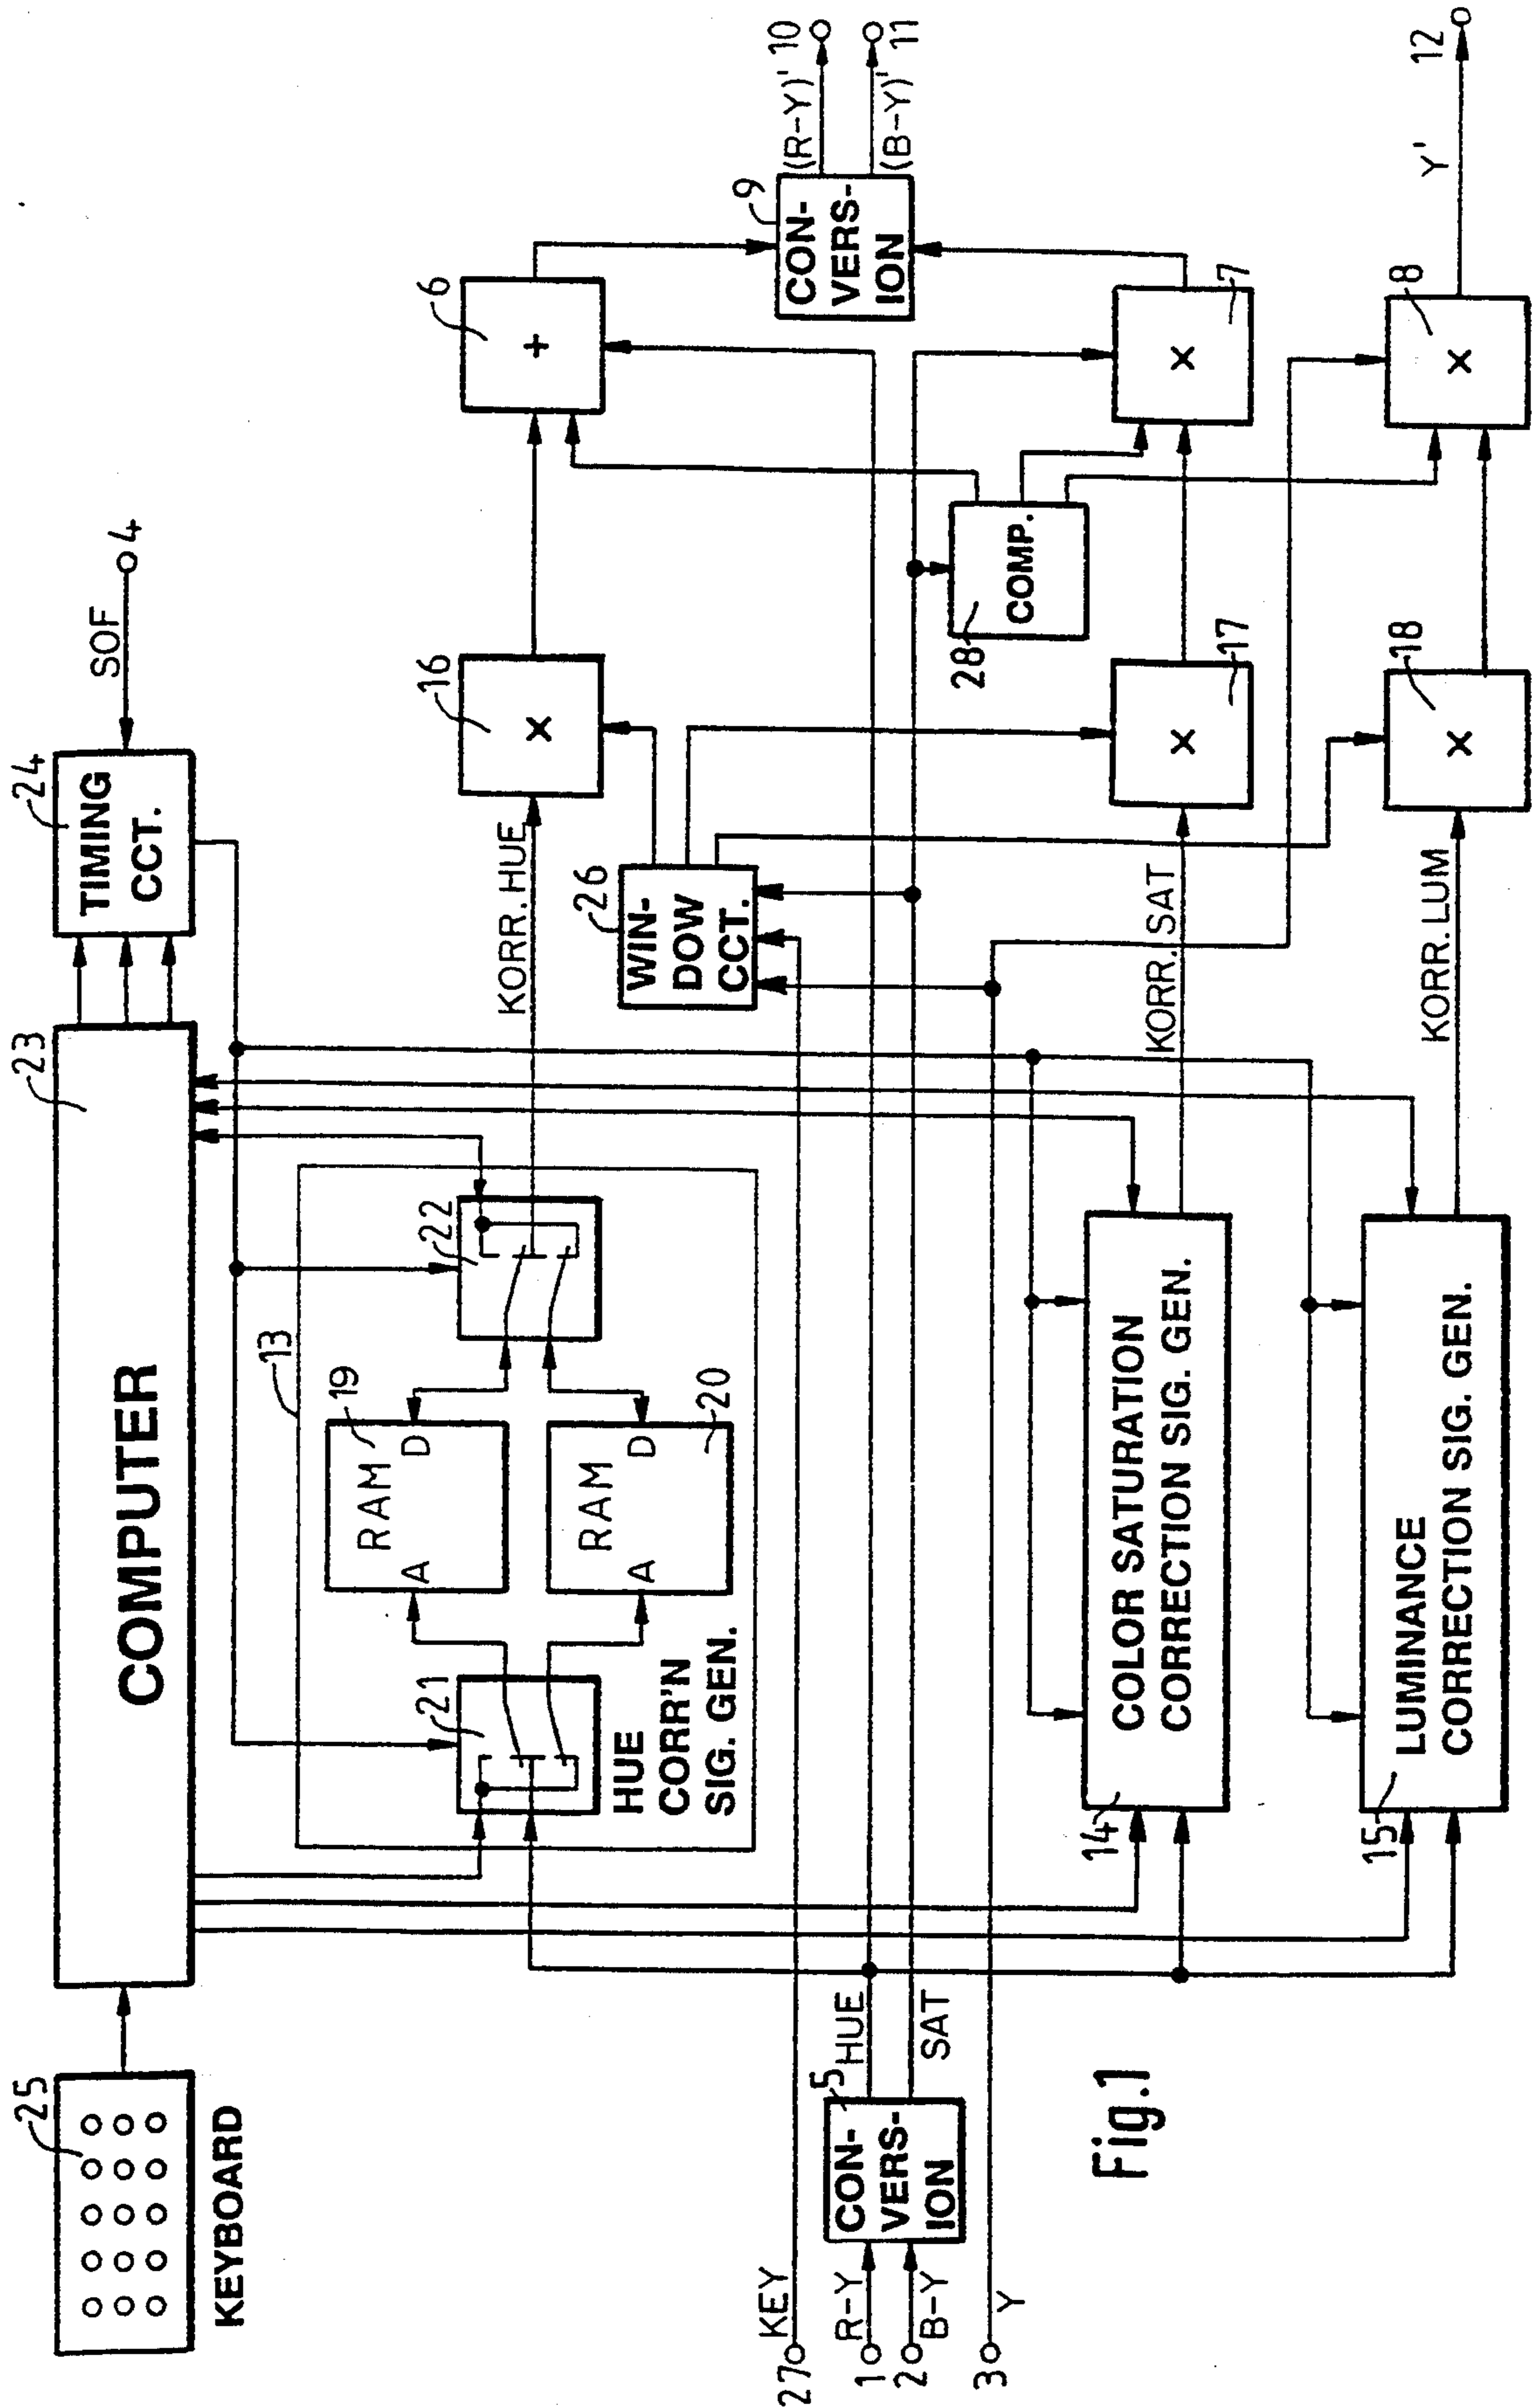 25
KEYBOARD
23
COMPUTER
24
TIMING
CCT.
SOF
4
13
21
HUE
CORR'N
SIG. GEN.
RAM
19
A
D
RAM
20
A
D
22
KORR. HUE
16
X
6
+
26
WIN-
DOW
CCT.
9
CON-
VERS-
ION
(R-Y)'
10
(B-Y)'
11
27
KEY
1
R-Y
2
B-Y
3
Y
5
CON-
VERS-
ION
HUE
SAT
28
COMP.
14
COLOR SATURATION
CORRECTION SIG. GEN.
KORR. SAT
17
X
7
X
15
LUMINANCE
CORRECTION SIG. GEN.
KORR. LUM
18
X
8
X
Y'
12
Fig.1